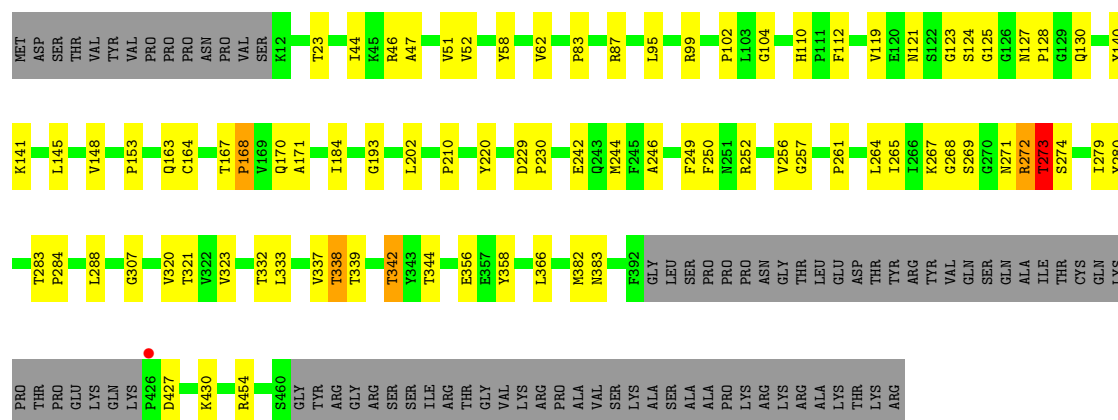 MET ASP SER THR VAL TYR VAL PRO PRO PRO ASN PRO VAL SER K12 T23 I44 K45 R46 A47 V51 V52 Y58 V62 P83 R87 L95 R99 P102 L103 G104 H110 P111 F112 V119 E120 N121 S122 G123 S124 G125 G126 N127 P128 G129 Q130 Y140
K141 L145 V148 P153 Q163 C164 T167 P168 V169 Q170 A171 I184 G193 L202 P210 Y220 D229 P230 E242 Q243 M244 F245 A246 F249 F250 N251 R252 V256 G257 P261 L264 I265 I266 K267 G268 S269 G270 N271 R272 T273 S274 I279 Y280
T283 P284 L288 G307 V320 T321 V322 V323 T332 L333 V337 T338 T339 T342 Y343 T344 E356 E357 Y358 L366 M382 N383 F392 GLY LEU SER PRO PRO PRO ASN GLY THR LEU GLU ASP THR TYR ARG TYR VAL GLN SER GLN ALA ILE THR CYS GLN LYS
PRO THR PRO GLU LYS GLN LYS P426 D427 K430 R454 S460 GLY TYR ARG GLY ARG SER SER ILE ARG THR GLY VAL LYS ARG PRO ALA VAL SER LYS ALA SER ALA ALA PRO LYS ARG LYS ARG ALA LYS THR LYS ARG